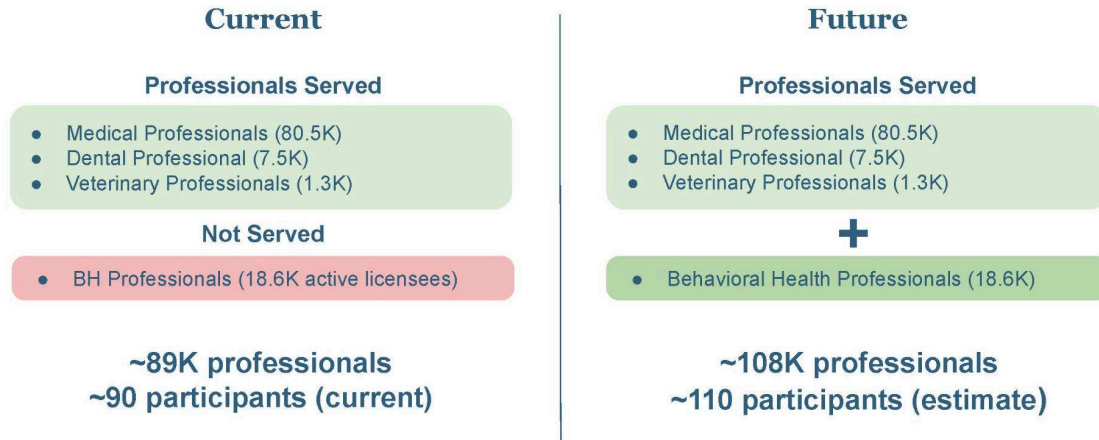 Current
Professionals Served
● Medical Professionals (80.5K)
● Dental Professional (7.5K)
● Veterinary Professionals (1.3K)
Not Served
● BH Professionals (18.6K active licensees)
~89K professionals
~90 participants (current)
Future
Professionals Served
● Medical Professionals (80.5K)
● Dental Professional (7.5K)
● Veterinary Professionals (1.3K)
+
● Behavioral Health Professionals (18.6K)
~108K professionals
~110 participants (estimate)